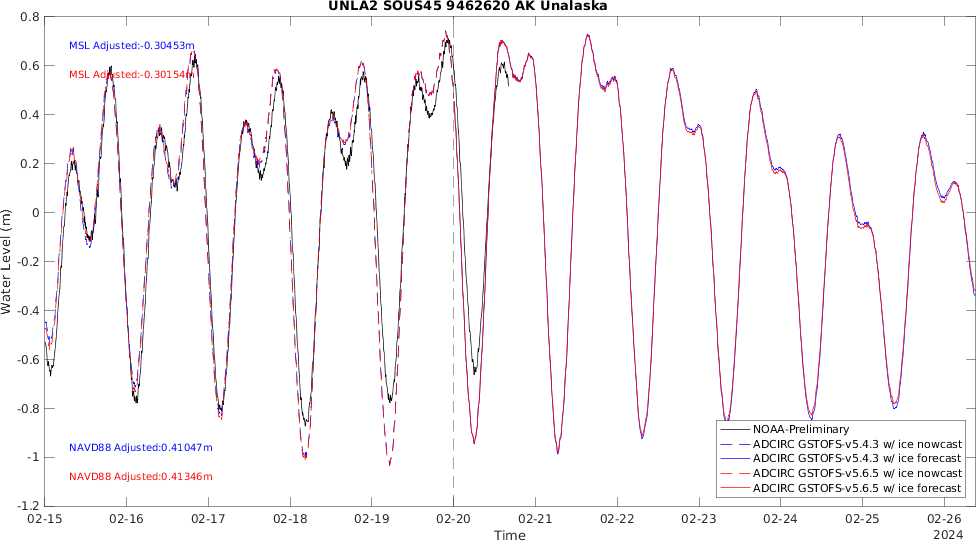 UNLA2 SOUS45 9462620 AK Unalaska
0.8
0.6
0.4
0.2
0
-0.2
-0.4
-0.6
-0.8
-1
-1.2
Water Level (m)
MSL Adjusted:-0.30453m
MSL Adjusted:-0.30154m
NAVD88 Adjusted:0.41047m
NAVD88 Adjusted:0.41346m
NOAA-Preliminary
ADCIRC GSTOFS-v5.4.3 w/ ice nowcast
ADCIRC GSTOFS-v5.4.3 w/ ice forecast
ADCIRC GSTOFS-v5.6.5 w/ ice nowcast
ADCIRC GSTOFS-v5.6.5 w/ ice forecast
02-15 02-16 02-17 02-18 02-19 02-20 02-21 02-22 02-23 02-24 02-25 02-26
2024
Time